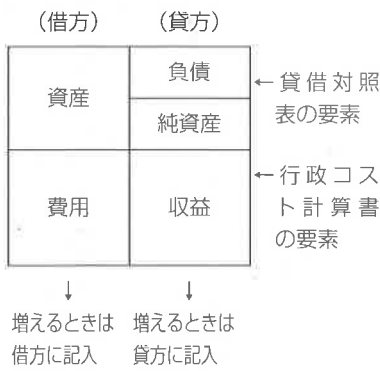 (借方)
(貸方)
資産
負債
純資産
費用
収益
←貸借対照
表の要素
←行政コス
ト計算書
の要素
↓
↓
増えるときは
借方に記入
増えるときは
貸方に記入